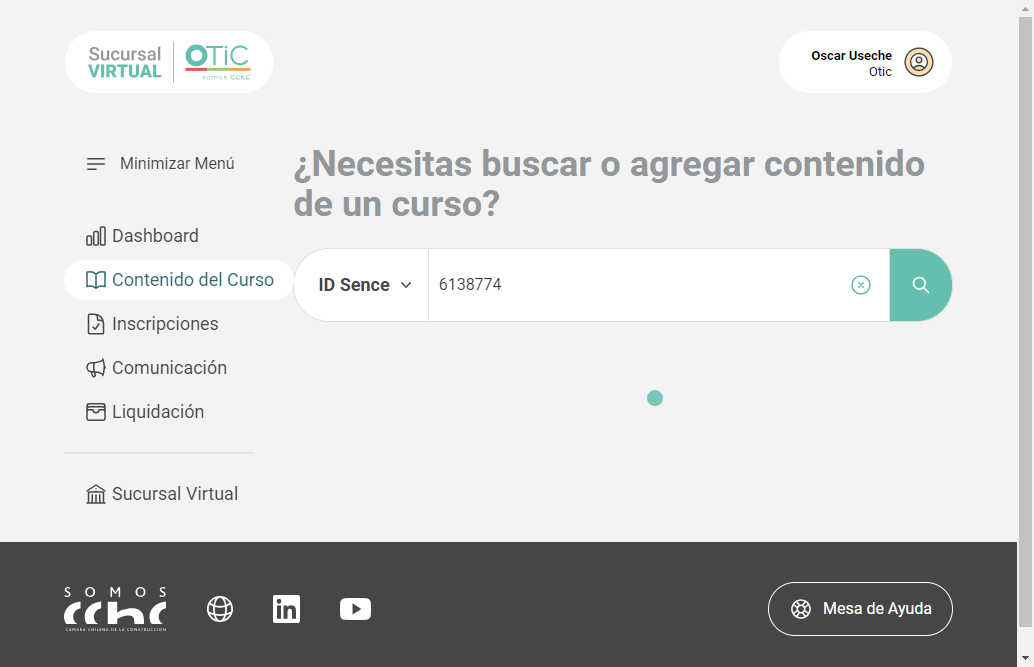 Sucursal
VIRTUAL
OTiC
somos cchc
Oscar Useche
Otic
Minimizar Menú
¿Necesitas buscar o agregar contenido
de un curso?
Dashboard
Contenido del Curso
Inscripciones
Comunicación
Liquidación
Sucursal Virtual
ID Sence
6138774
SOMOS
cchc
CÁMARA CHILENA DE LA CONSTRUCCIÓN
in
Mesa de Ayuda